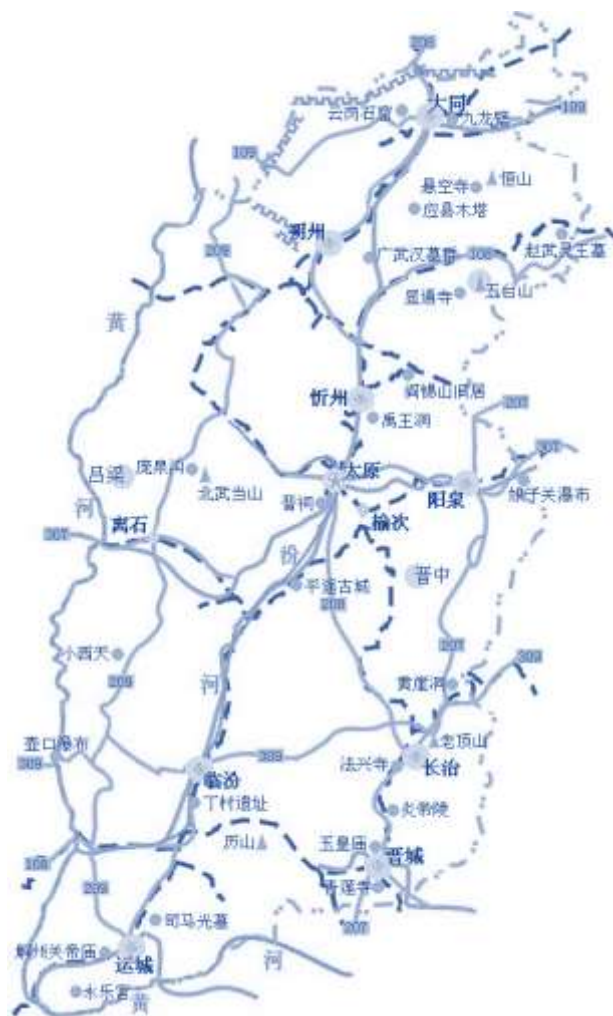 大同
云冈石窟
九龙壁
109
109
恒山
悬空寺
应县木塔
朔州
广武汉墓群
108
赵武灵王墓
五台山
显通寺
黄
忻州
阎锡山旧居
禹王洞
太原
庞泉沟
吕梁
北武当山
阳泉
娘子关瀑布
晋祠
榆次
河
离石
307
汾
晋中
平遥古城
208
小西天
河
207
309
黄崖洞
209
壶口瀑布
老顶山
309
309
临汾
法兴寺
长治
丁村遗址
炎帝陵
历山
玉皇庙
晋城
青莲寺
209
司马光墓
解州关帝庙
运城
河
永乐宫
黄